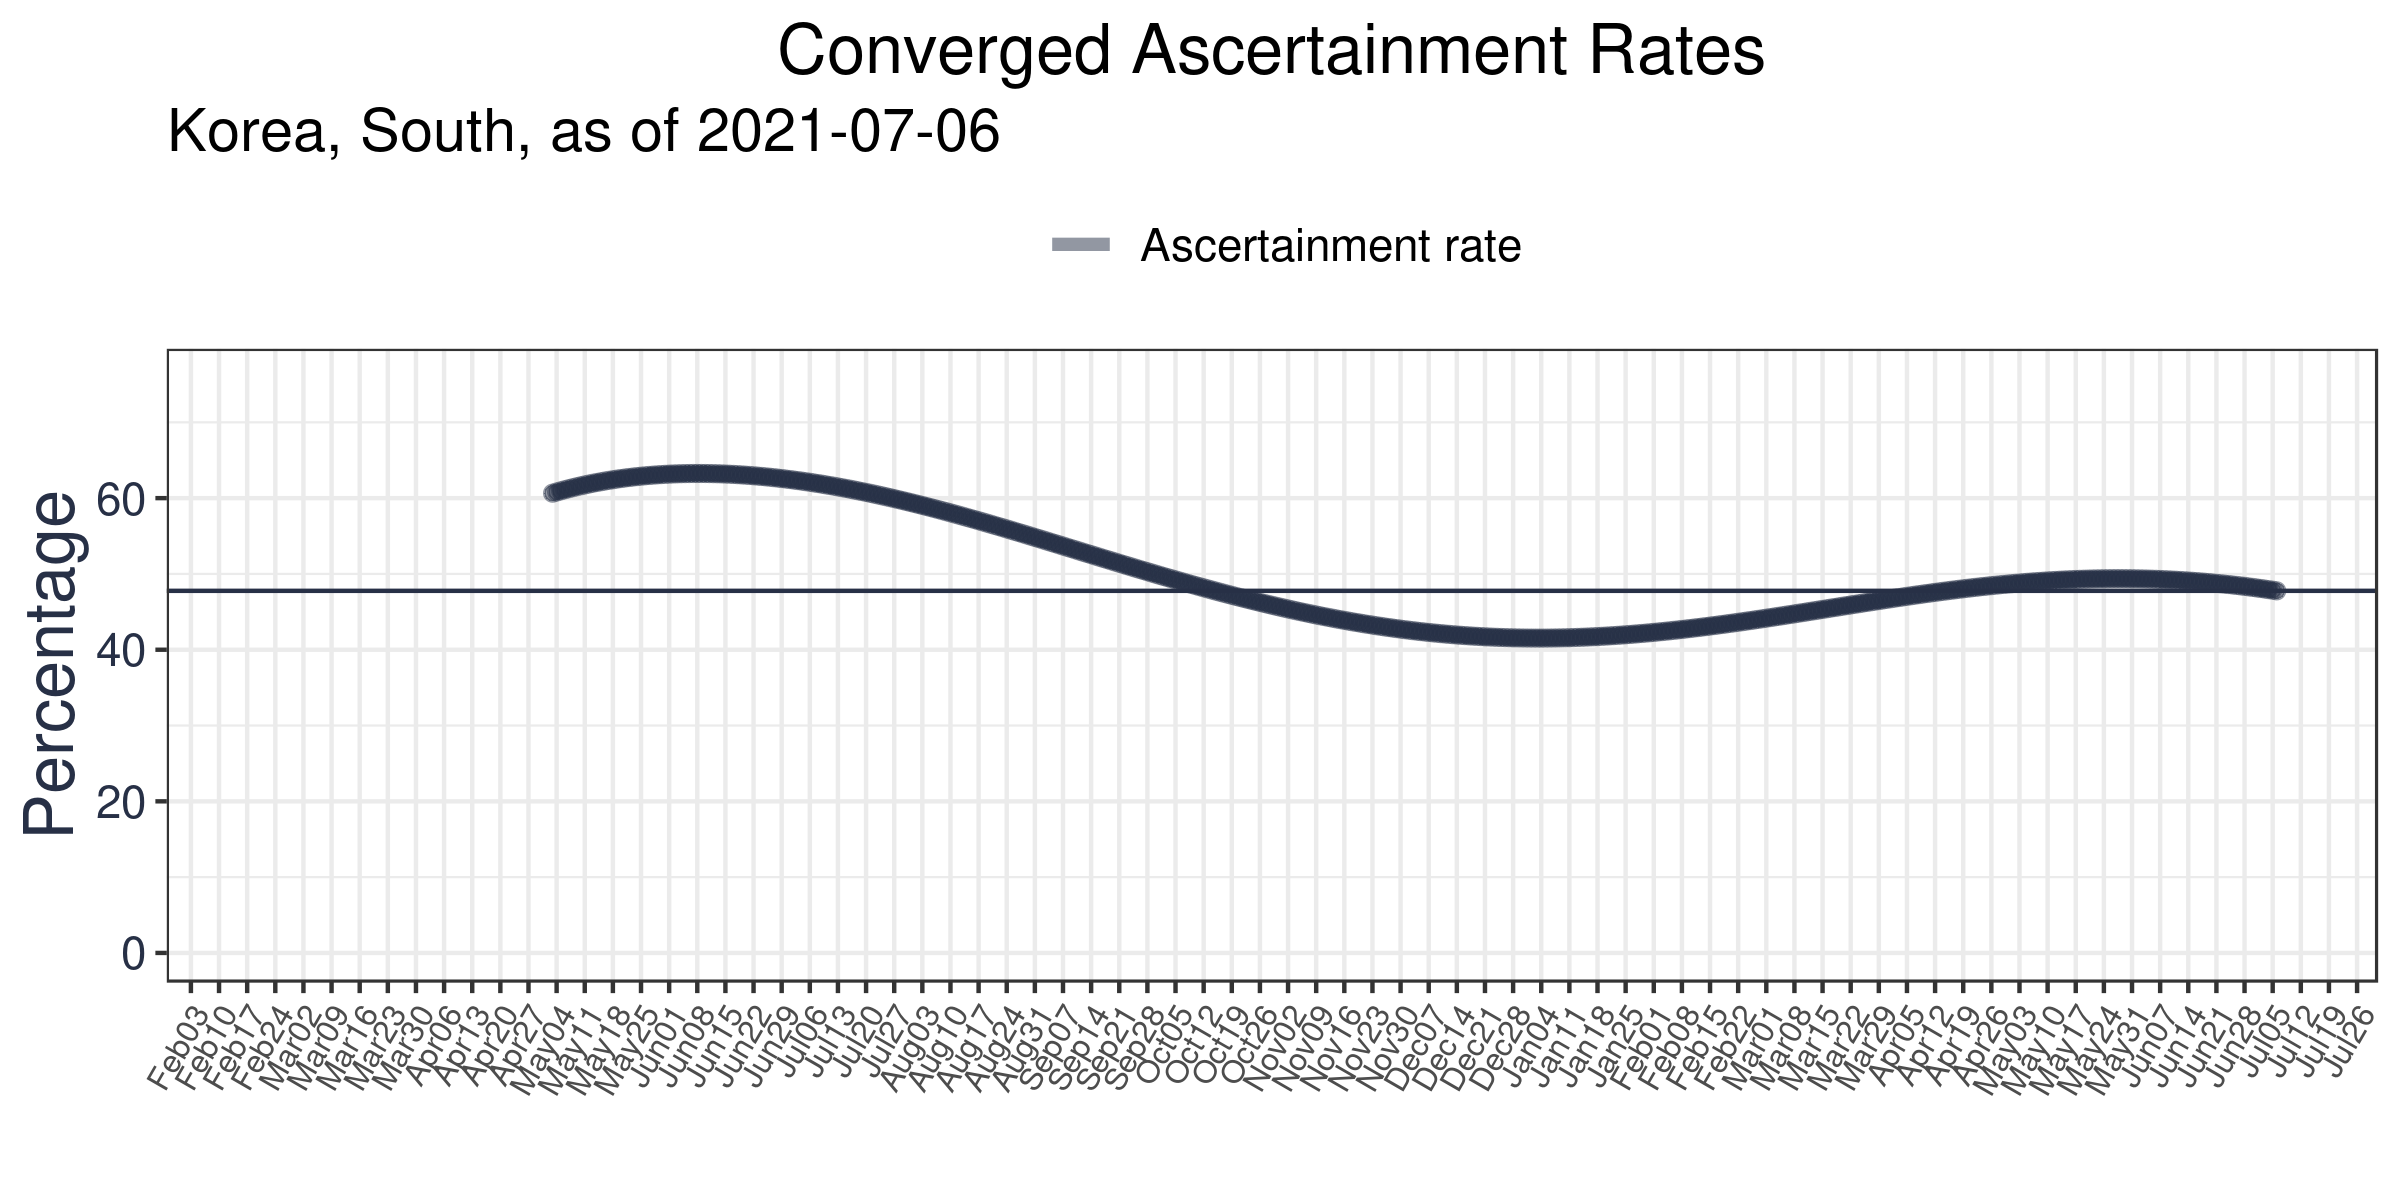 Converged Ascertainment Rates
Korea, South, as of 2021-07-06
Ascertainment rate
Percentage
60
40
20
0
Feb03 Feb10 Feb17 Feb24 Mar02 Mar09 Mar16 Mar23 Mar30 Apr06 Apr13 Apr20 Apr27 May04 May11 May18 May25 Jun01 Jun08 Jun15 Jun22 Jun29 Jul06 Jul13 Jul20 Jul27 Aug03 Aug10 Aug17 Aug24 Aug31 Sep07 Sep14 Sep21 Sep28 Oct05 Oct12 Oct19 Oct26 Nov02 Nov09 Nov16 Nov23 Nov30 Dec07 Dec14 Dec21 Dec28 Jan04 Jan11 Jan18 Jan25 Feb01 Feb08 Feb15 Feb22 Mar01 Mar08 Mar15 Mar22 Mar29 Apr05 Apr12 Apr19 Apr26 May03 May10 May17 May24 May31 Jun07 Jun14 Jun21 Jun28 Jul05 Jul12 Jul19 Jul26